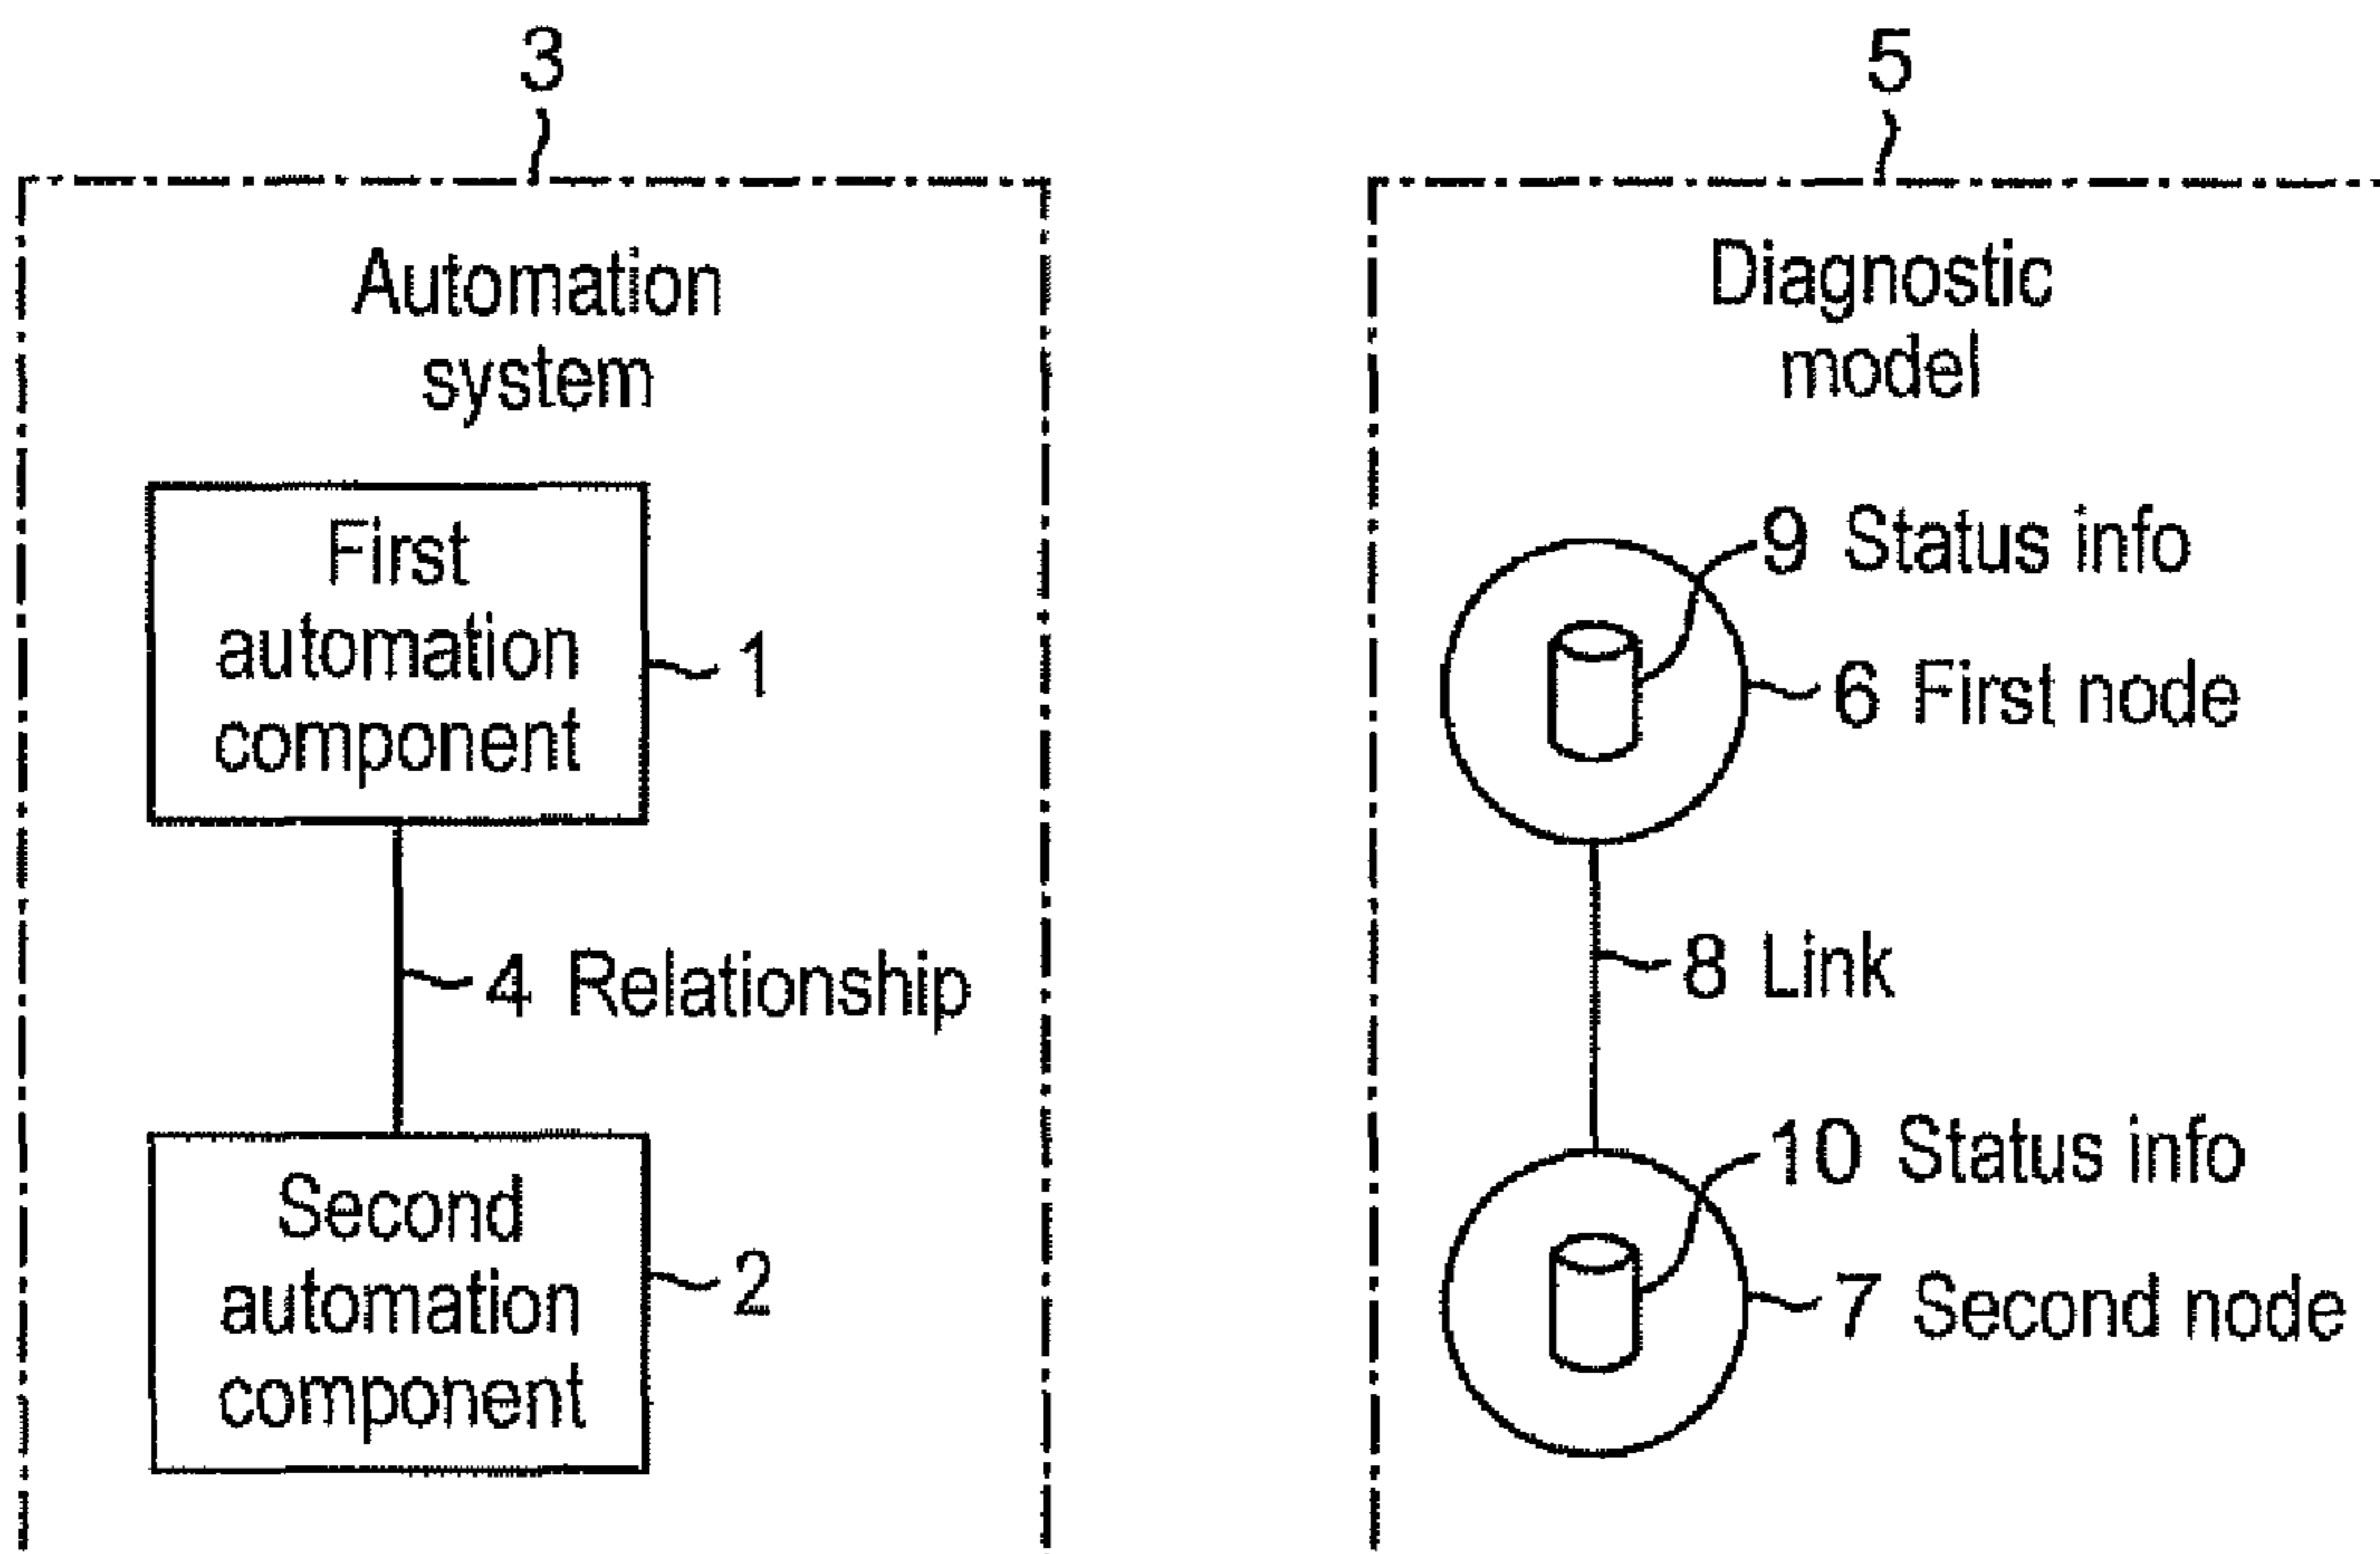 3
Automation
system
First
automation
component
1
4 Relationship
Second
automation
component
2
5
Diagnostic
model
9 Status info
6 First node
8 Link
10 Status info
7 Second node